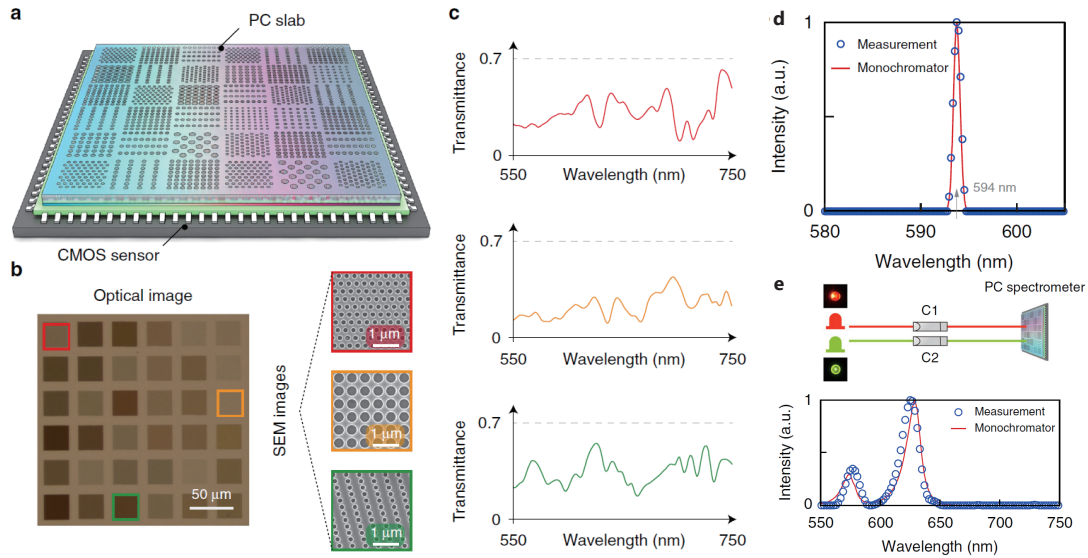 a
PC slab
CMOS sensor
b
Optical image
50 μm
SEM images
1 μm
1 μm
1 μm
c
0.7
Transmittance
0
550
750
Wavelength (nm)
0.7
Transmittance
0
550
750
Wavelength (nm)
0.7
Transmittance
0
550
750
Wavelength (nm)
d
1
Measurement
Monochromator
Intensity (a.u.)
594 nm
0
580
590
600
Wavelength (nm)
e
PC spectrometer
C1
C2
1
Measurement
Monochromator
Intensity (a.u.)
0
550
600
650
700
750
Wavelength (nm)